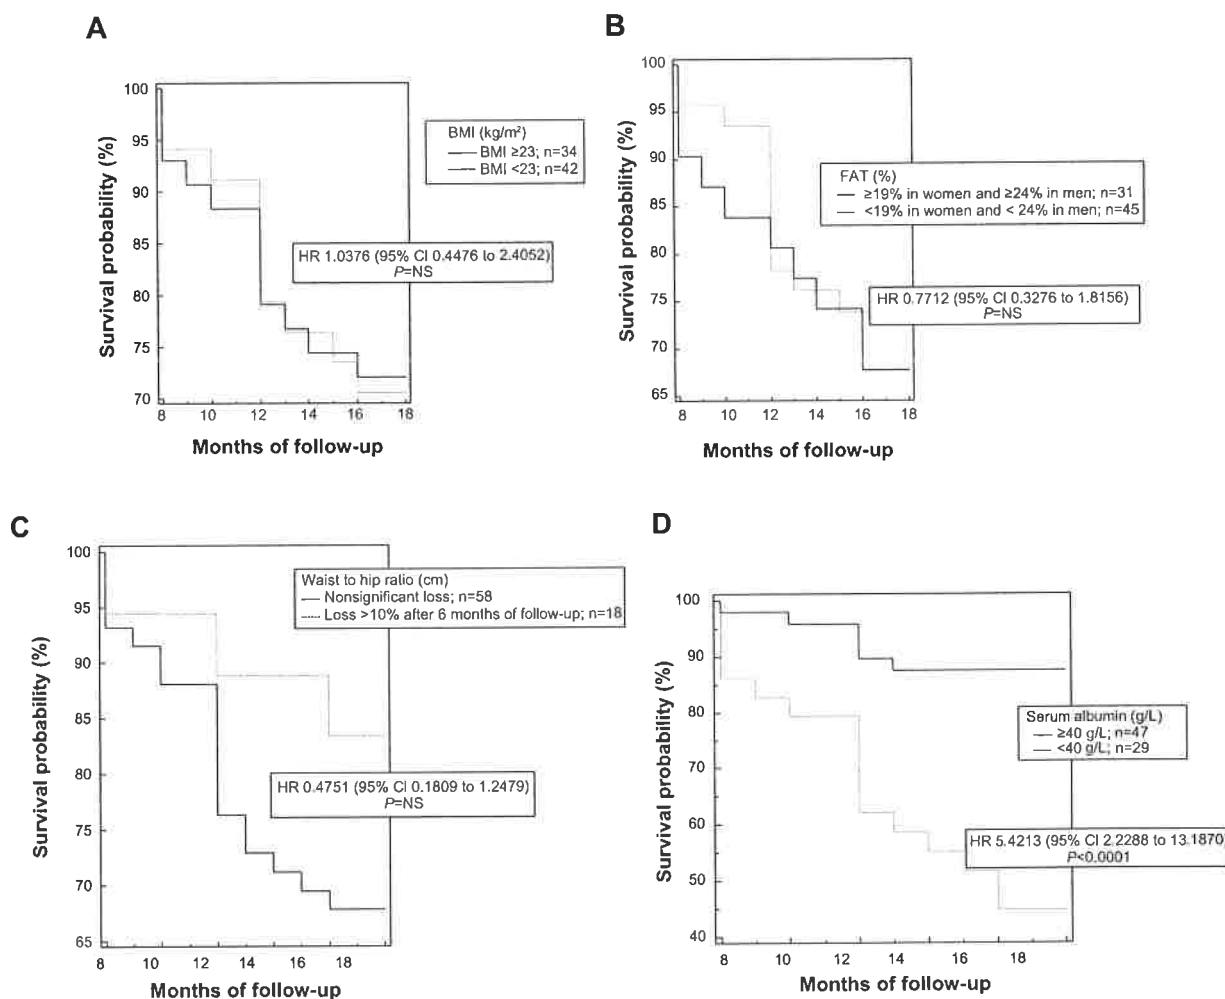 A
100
95
90
85
80
75
70
8
10
12
14
16
18
Survival probability (%)
Months of follow-up
BMI (kg/m²)
BMI ≥23; n=34
BMI <23; n=42
HR 1.0376 (95% CI 0.4476 to 2.4052)
P=NS
B
100
95
90
85
80
75
70
65
8
10
12
14
16
18
Survival probability (%)
Months of follow-up
FAT (%)
≥19% in women and ≥24% in men; n=31
<19% in women and < 24% in men; n=45
HR 0.7712 (95% CI 0.3276 to 1.8156)
P=NS
C
100
95
90
85
80
75
70
65
8
10
12
14
16
18
Survival probability (%)
Months of follow-up
Waist to hip ratio (cm)
Nonsignificant loss; n=58
Loss >10% after 6 months of follow-up; n=18
HR 0.4751 (95% CI 0.1809 to 1.2479)
P=NS
D
100
90
80
70
60
50
40
8
10
12
14
16
18
Survival probability (%)
Months of follow-up
Serum albumin (g/L)
≥40 g/L; n=47
<40 g/L; n=29
HR 5.4213 (95% CI 2.2288 to 13.1870)
P<0.0001